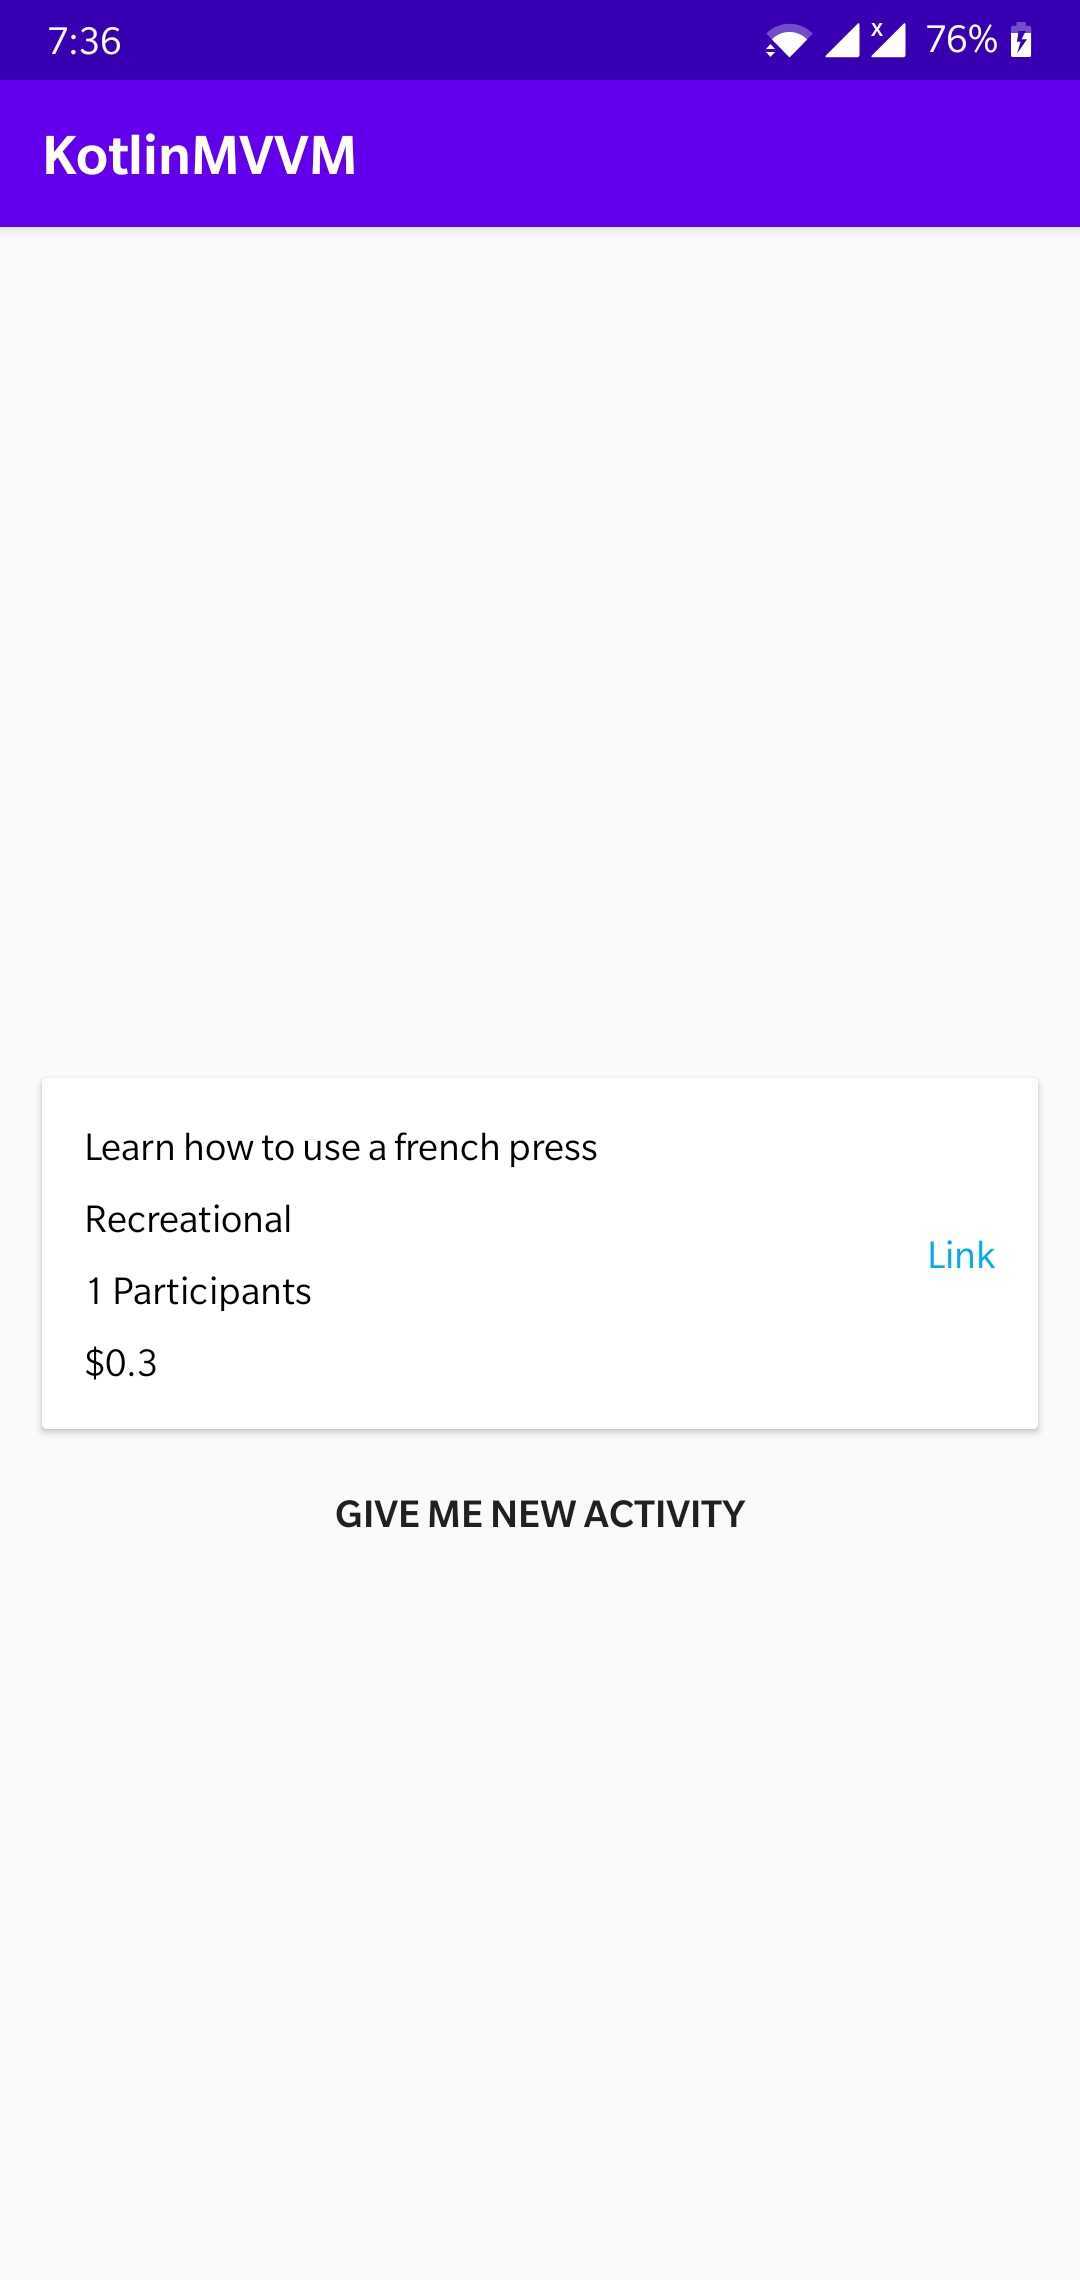 7:36
76%
KotlinMVVM
Learn how to use a french press
Recreational
Link
1 Participants
$0.3
GIVE ME NEW ACTIVITY